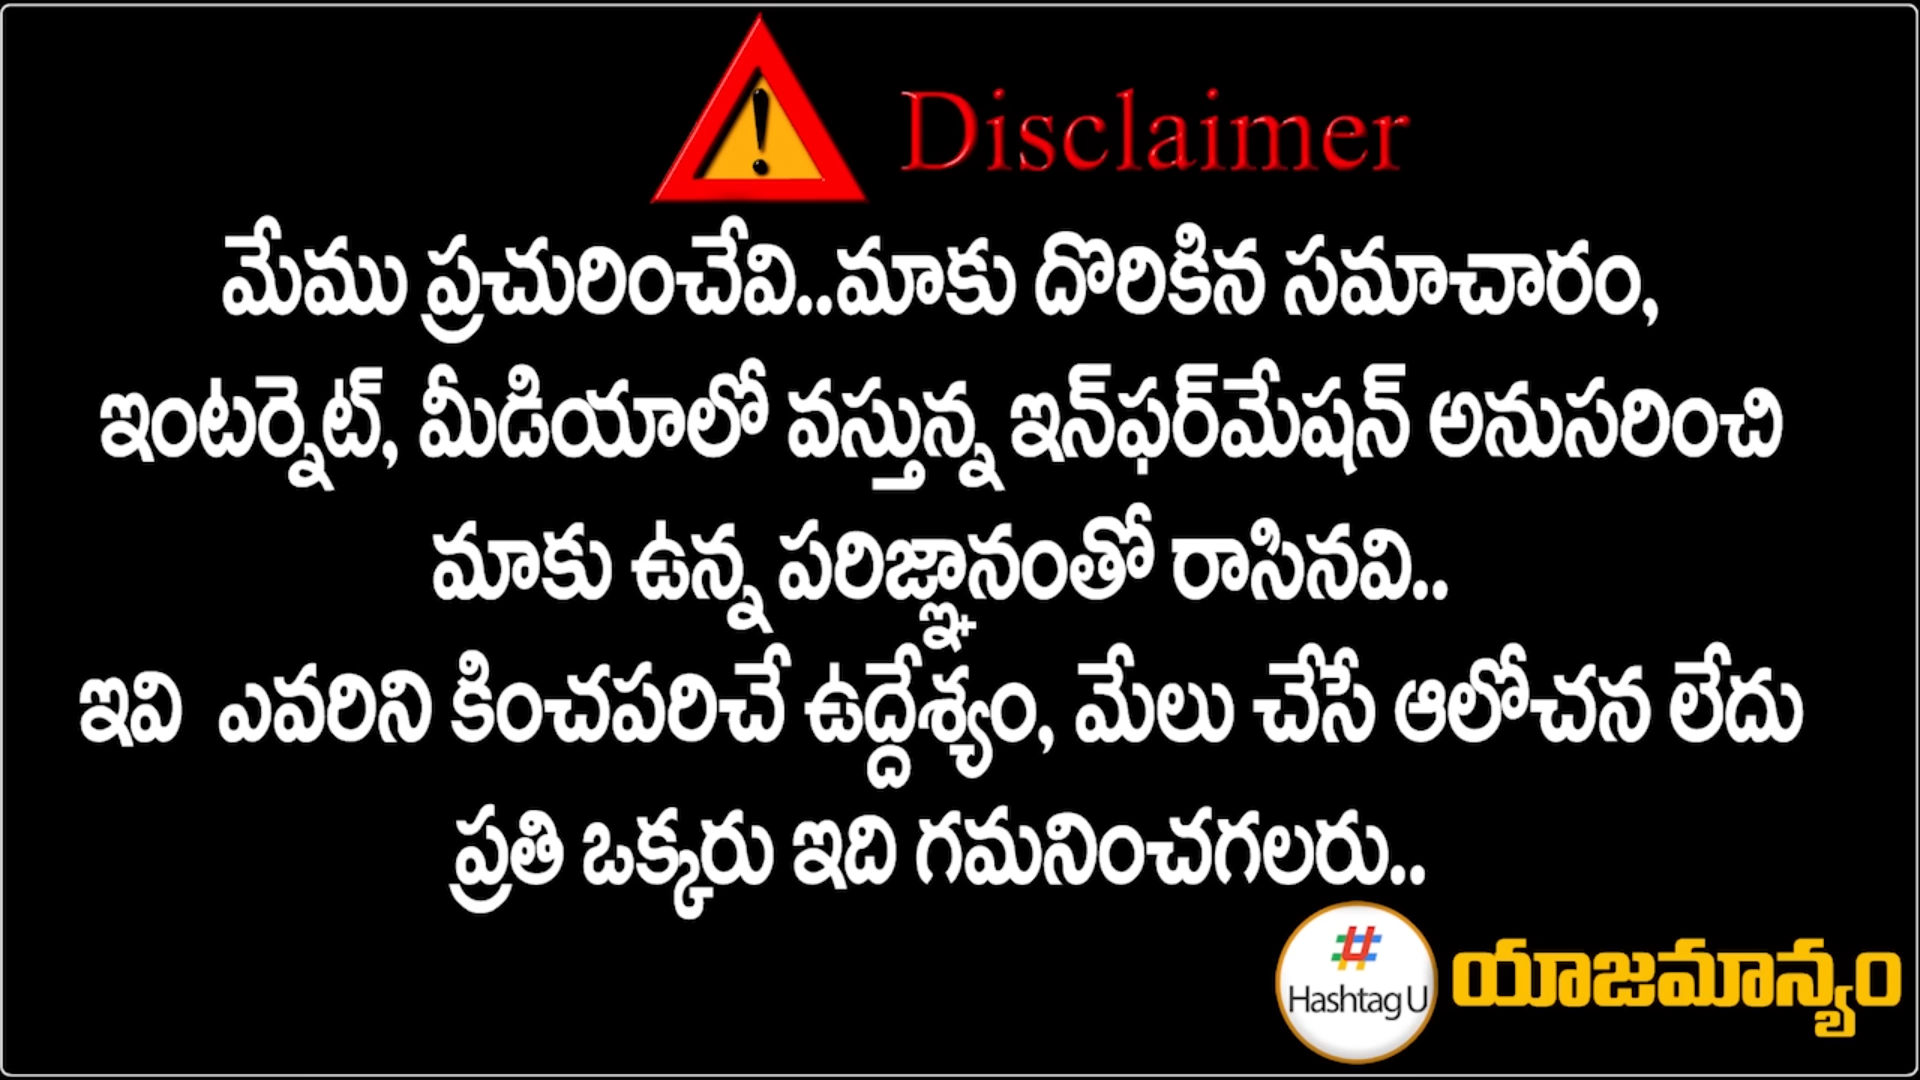 Disclaimer
మేము ప్రచురించేవి..మాకు దొరికిన సమాచారం,
ఇంటర్నెట్, మీడియాలో వస్తున్న ఇన్‌ఫర్‌మేషన్ అనుసరించి
మాకు ఉన్న పరిజ్ఞానంతో రాసినవి..
ఇవి ఎవరిని కించపరిచే ఉద్దేశ్యం, మేలు చేసే ఆలోచన లేదు
ప్రతి ఒక్కరు ఇది గమనించగలరు..
Hashtag U
యాజమాన్యం